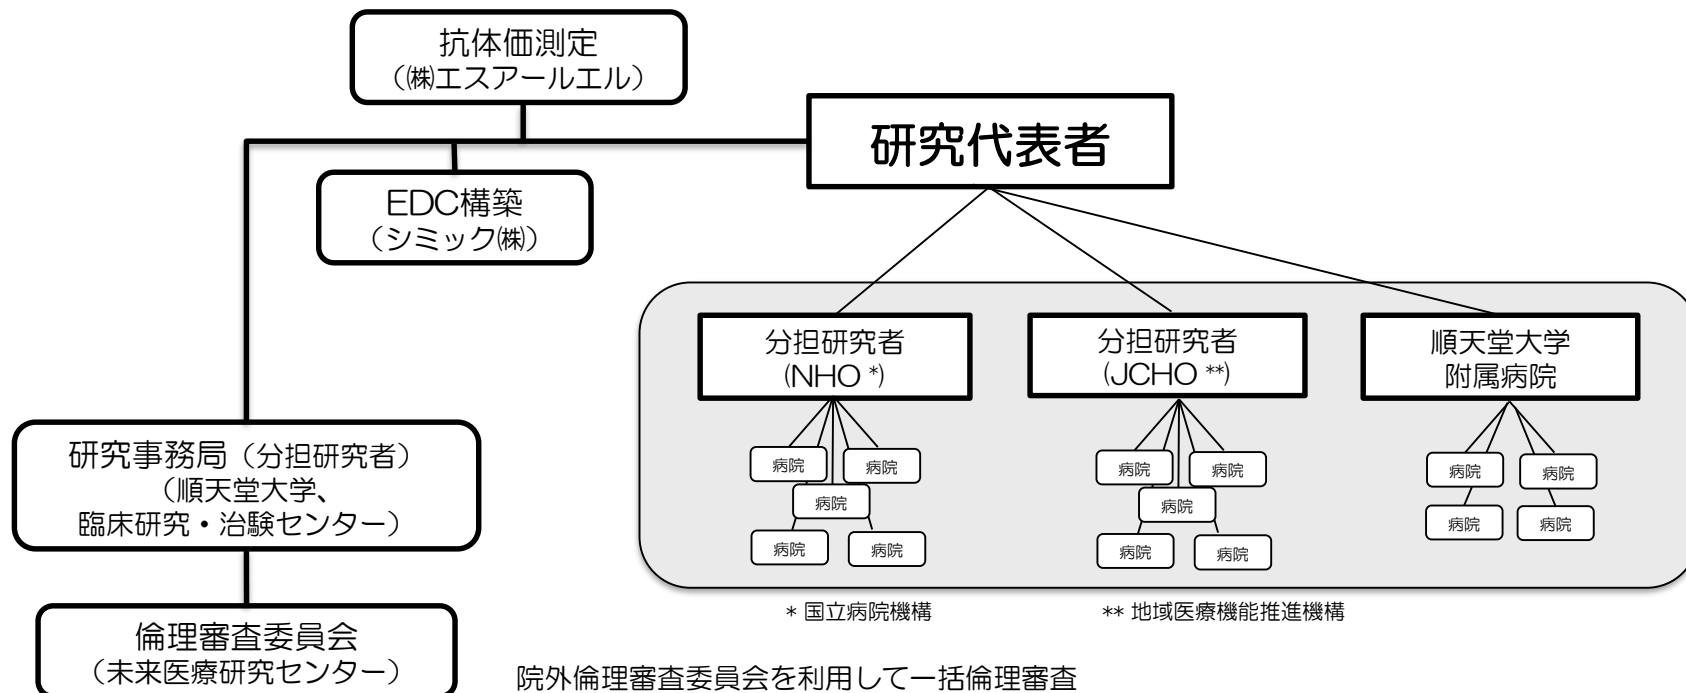 抗体価測定
（㈱エスアールエル）
研究代表者
EDC構築
（シミック㈱）
分担研究者
(NHO *)
分担研究者
(JCHO **)
順天堂大学
附属病院
病院
病院
病院
病院
病院
病院
病院
病院
病院
病院
病院
病院
病院
病院
研究事務局（分担研究者）
（順天堂大学、
臨床研究・治験センター）
* 国立病院機構
** 地域医療機能推進機構
倫理審査委員会
（未来医療研究センター）
院外倫理審査委員会を利用して一括倫理審査